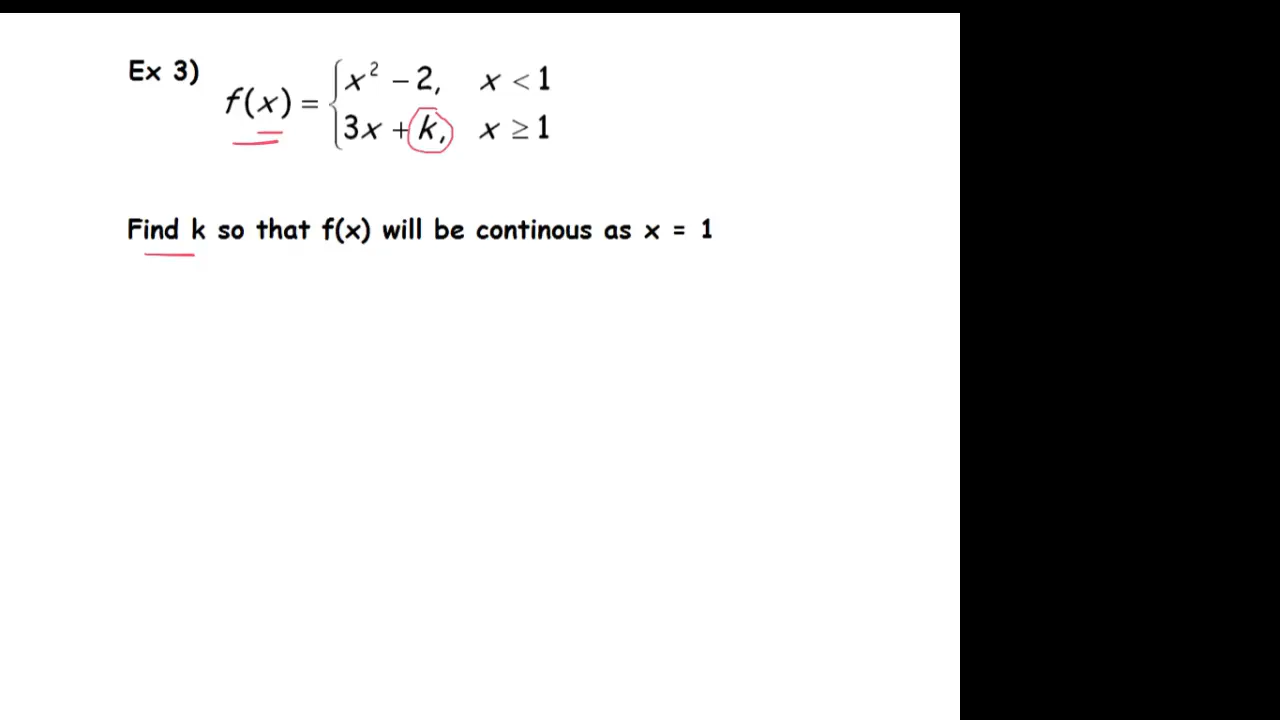 Ex 3)
f(x) = { x² − 2, x < 1
3x + k, x ≥ 1
Find k so that f(x) will be continous as x = 1